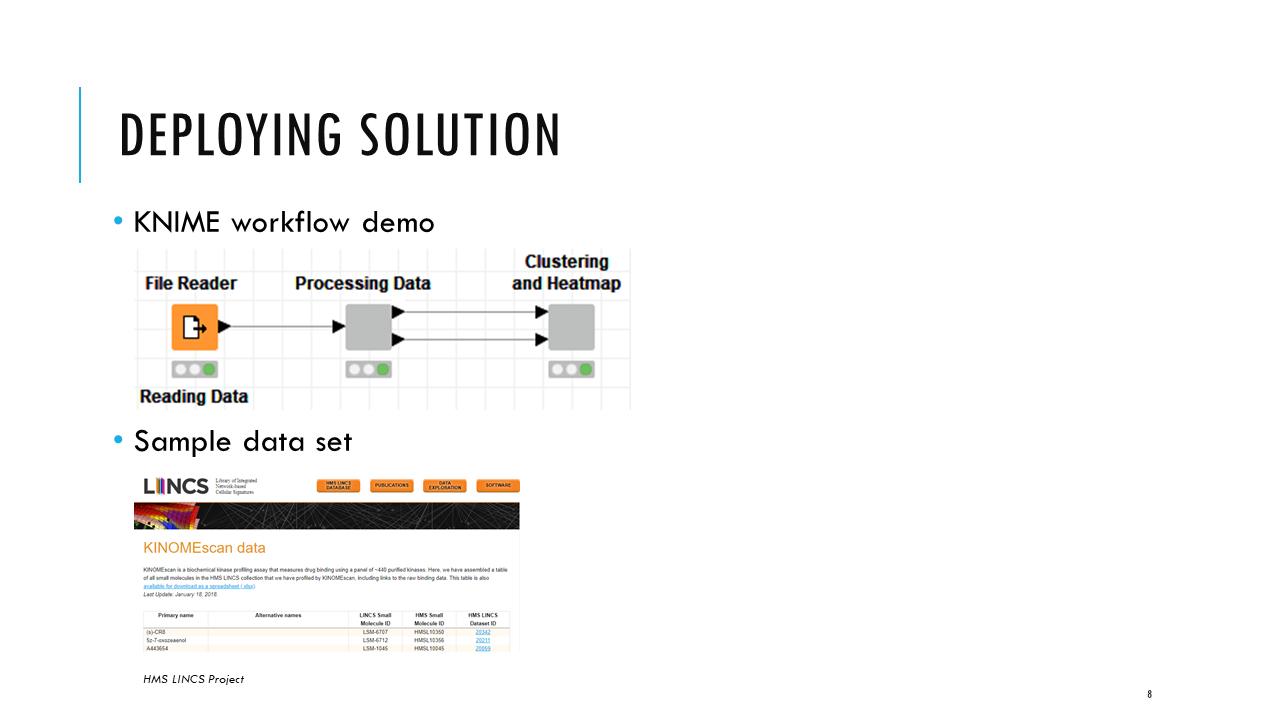 DEPLOYING SOLUTION
• KNIME workflow demo
Clustering
File Reader Processing Data and Heatmap
Reading Data
• Sample data set
LINCS
Library of Integrated
Network-based
Cellular Signatures
HMS LINCS
DATABASE
PUBLICATIONS
DATA
EXPLORATION
SOFTWARE
KINOMEscan data
KINOMEscan is a biochemical kinase profiling assay that measures drug binding using a panel of ~440 purified kinases. Here, we have assembled a table
of all small molecules in the HMS LINCS collection that we have profiled by KINOMEscan, including links to the raw binding data. This table is also
available for download as a spreadsheet (.xlsx).
Last Update: January 18, 2018.
Primary name Alternative names LINCS Small HMS Small HMS LINCS
Molecule ID Molecule ID Dataset ID
(s)-CR8 LSM-6707 HMSL10350 20342
5z-7-oxozeaenol LSM-6712 HMSL10356 20211
A443654 LSM-1045 HMSL10045 20059
HMS LINCS Project
8